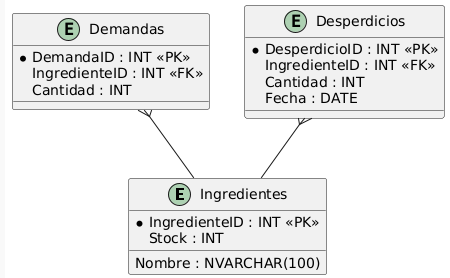 E Demandas
DemandaID : INT «PK»
IngredienteID : INT «FK»
Cantidad : INT
E Desperdicios
DesperdicioID : INT «PK»
IngredienteID : INT «FK»
Cantidad : INT
Fecha : DATE
E Ingredientes
IngredienteID : INT «PK»
Stock : INT
Nombre : NVARCHAR(100)